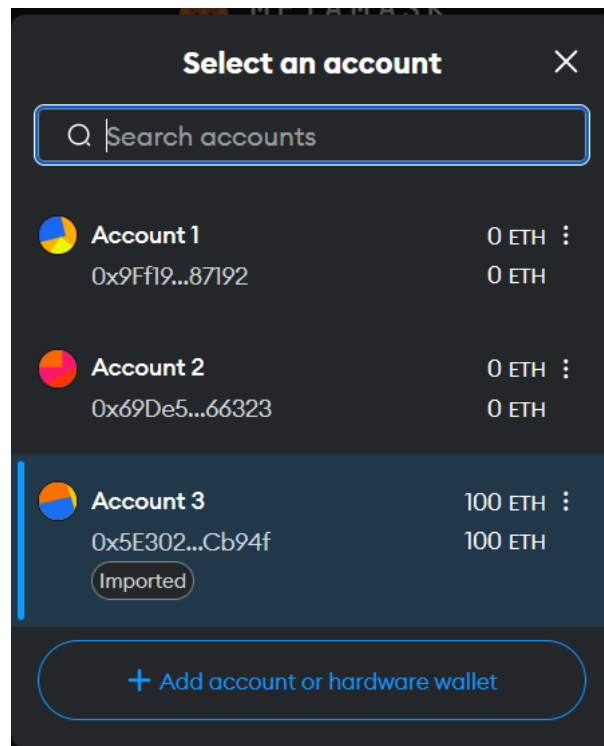 METAMASK
Select an account
Search accounts
Account 1 0 ETH
0x9Ff19...87192 0 ETH
Account 2 0 ETH
0x69De5...66323 0 ETH
Account 3 100 ETH
0x5E302...Cb94f 100 ETH
Imported
+ Add account or hardware wallet